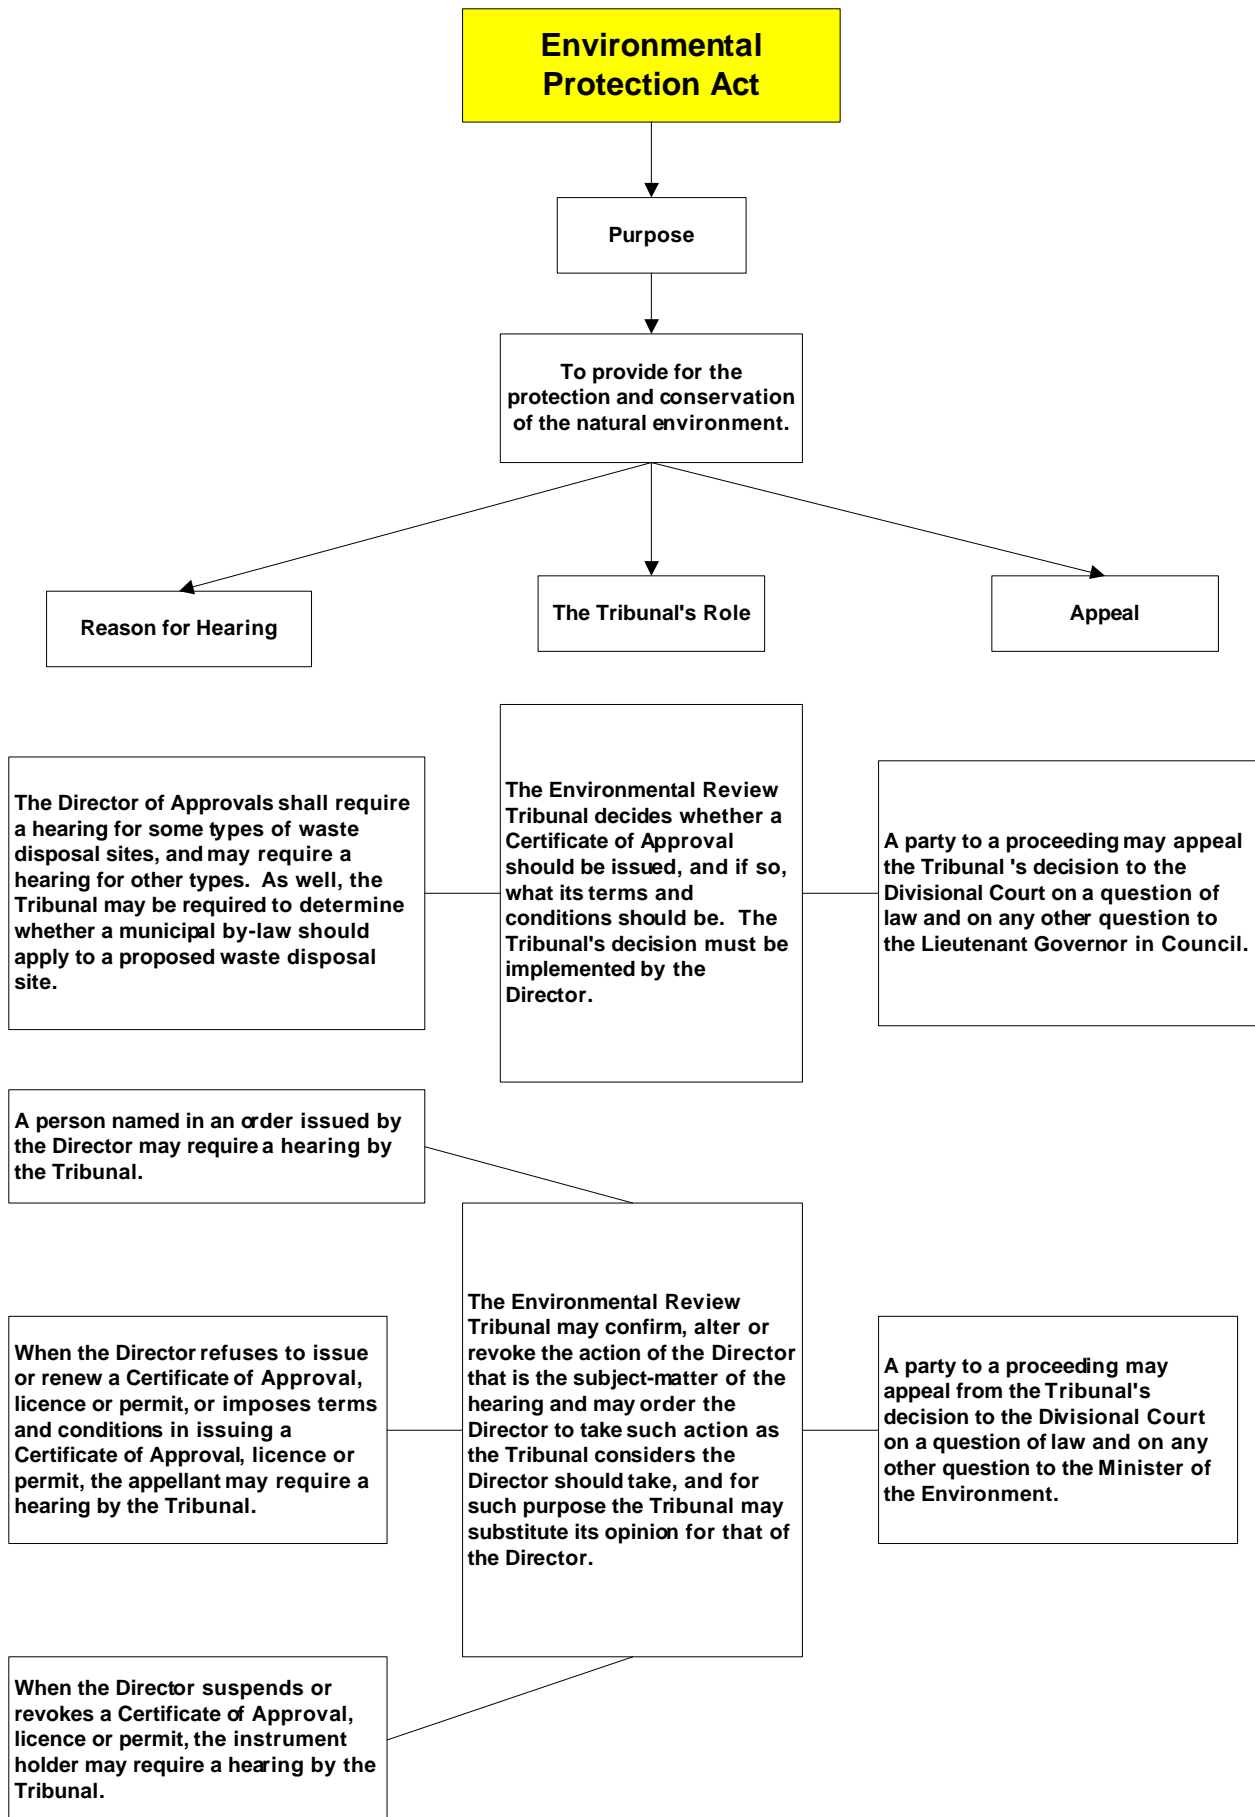 Environmental
Protection Act
Purpose
To provide for the
protection and conservation
of the natural environment.
Reason for Hearing
The Tribunal's Role
Appeal
The Director of Approvals shall require
a hearing for some types of waste
disposal sites, and may require a
hearing for other types.  As well, the
Tribunal may be required to determine
whether a municipal by-law should
apply to a proposed waste disposal
site.
The Environmental Review
Tribunal decides whether a
Certificate of Approval
should be issued, and if so,
what its terms and
conditions should be.  The
Tribunal's decision must be
implemented by the
Director.
A party to a proceeding may appeal
the Tribunal 's decision to the
Divisional Court on a question of
law and on any other question to
the Lieutenant Governor in Council.
A person named in an order issued by
the Director may require a hearing by
the Tribunal.
When the Director refuses to issue
or renew a Certificate of Approval,
licence or permit, or imposes terms
and conditions in issuing a
Certificate of Approval, licence or
permit, the appellant may require a
hearing by the Tribunal.
The Environmental Review
Tribunal may confirm, alter or
revoke the action of the Director
that is the subject-matter of the
hearing and may order the
Director to take such action as
the Tribunal considers the
Director should take, and for
such purpose the Tribunal may
substitute its opinion for that of
the Director.
A party to a proceeding may
appeal from the Tribunal's
decision to the Divisional Court
on a question of law and on any
other question to the Minister of
the Environment.
When the Director suspends or
revokes a Certificate of Approval,
licence or permit, the instrument
holder may require a hearing by the
Tribunal.